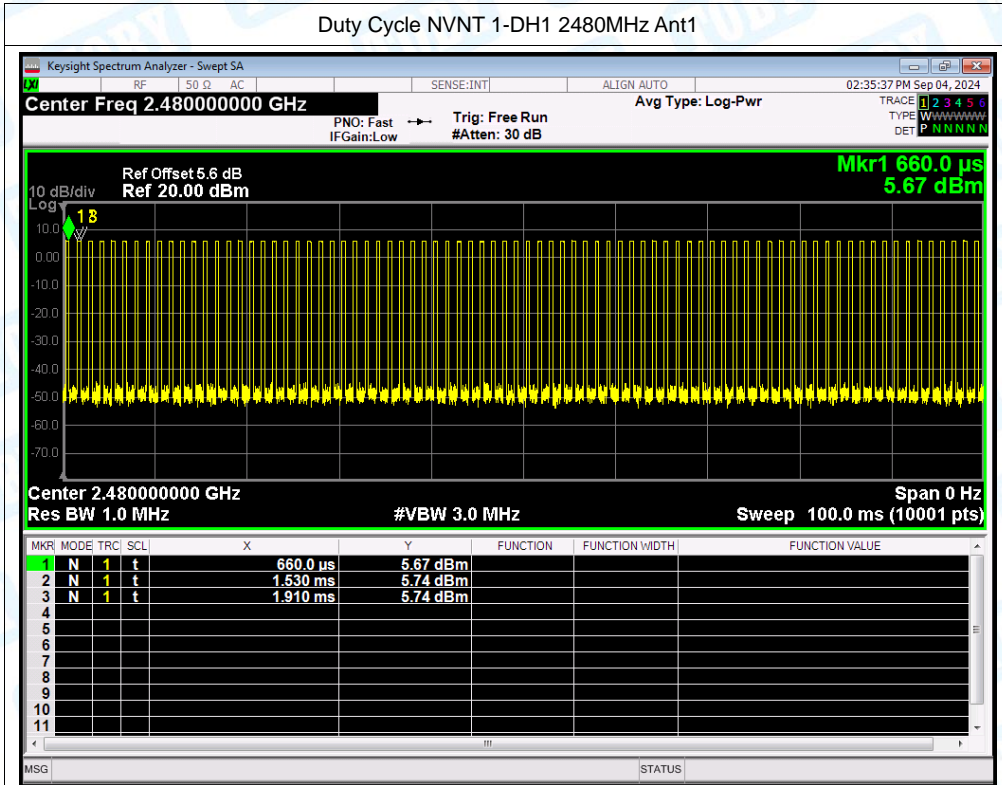 Duty Cycle NVNT 1-DH1 2480MHz Ant1
Keysight Spectrum Analyzer - Swept SA
LXI RF 50 Ω AC SENSE:INT ALIGN AUTO 02:35:37 PM Sep 04, 2024
Center Freq 2.480000000 GHz Avg Type: Log-Pwr TRACE 1 2 3 4 5 6
PNO: Fast Trig: Free Run TYPE WWWWWWW
IFGain:Low #Atten: 30 dB DET P N N N N N
Mkr1 660.0 µs
Ref Offset 5.6 dB
10 dB/div Ref 20.00 dBm 5.67 dBm
Log
1 3
10.0
0.00
-10.0
-20.0
-30.0
-40.0
-50.0
-60.0
-70.0
Center 2.480000000 GHz Span 0 Hz
Res BW 1.0 MHz #VBW 3.0 MHz Sweep 100.0 ms (10001 pts)
MKR MODE TRC SCL X Y FUNCTION FUNCTION WIDTH FUNCTION VALUE
1 N 1 t 660.0 µs 5.67 dBm
2 N 1 t 1.530 ms 5.74 dBm
3 N 1 t 1.910 ms 5.74 dBm
4
5
6
7
8
9
10
11
MSG STATUS